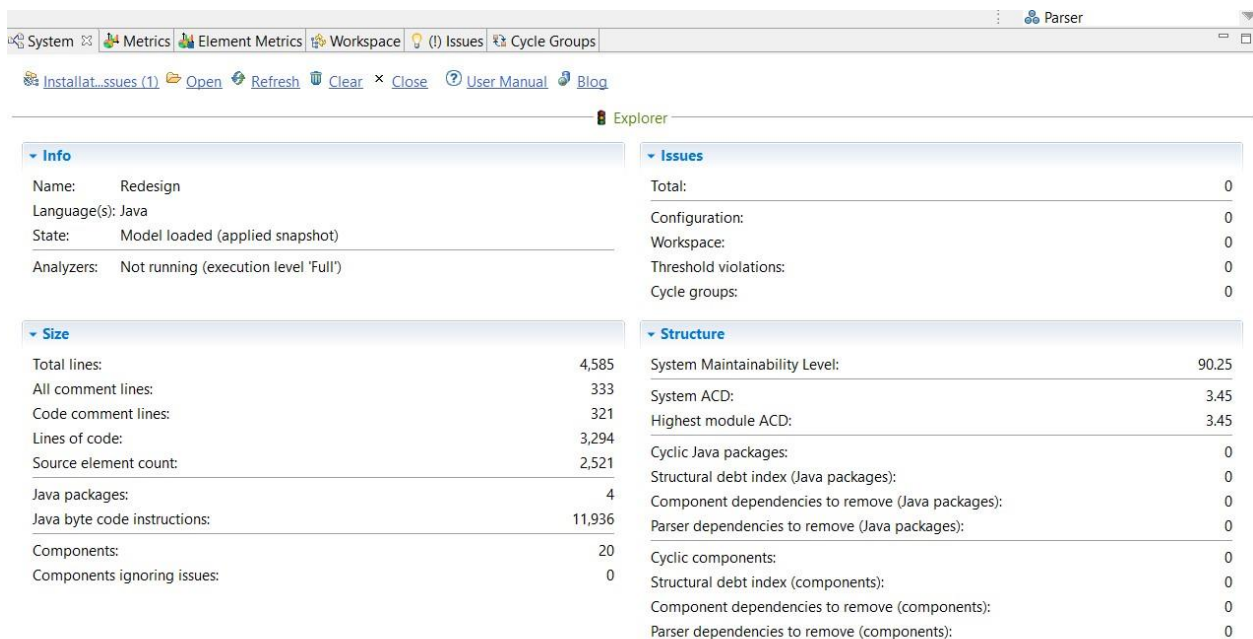 Parser
System Metrics Element Metrics Workspace (!) Issues Cycle Groups
Installat...ssues (1) Open Refresh Clear Close User Manual Blog
Explorer
Info
Name: Redesign
Language(s): Java
State: Model loaded (applied snapshot)
Analyzers: Not running (execution level 'Full')
Issues
Total: 0
Configuration: 0
Workspace: 0
Threshold violations: 0
Cycle groups: 0
Size
Total lines: 4,585
All comment lines: 333
Code comment lines: 321
Lines of code: 3,294
Source element count: 2,521
Java packages: 4
Java byte code instructions: 11,936
Components: 20
Components ignoring issues: 0
Structure
System Maintainability Level: 90.25
System ACD: 3.45
Highest module ACD: 3.45
Cyclic Java packages: 0
Structural debt index (Java packages): 0
Component dependencies to remove (Java packages): 0
Parser dependencies to remove (Java packages): 0
Cyclic components: 0
Structural debt index (components): 0
Component dependencies to remove (components): 0
Parser dependencies to remove (components): 0